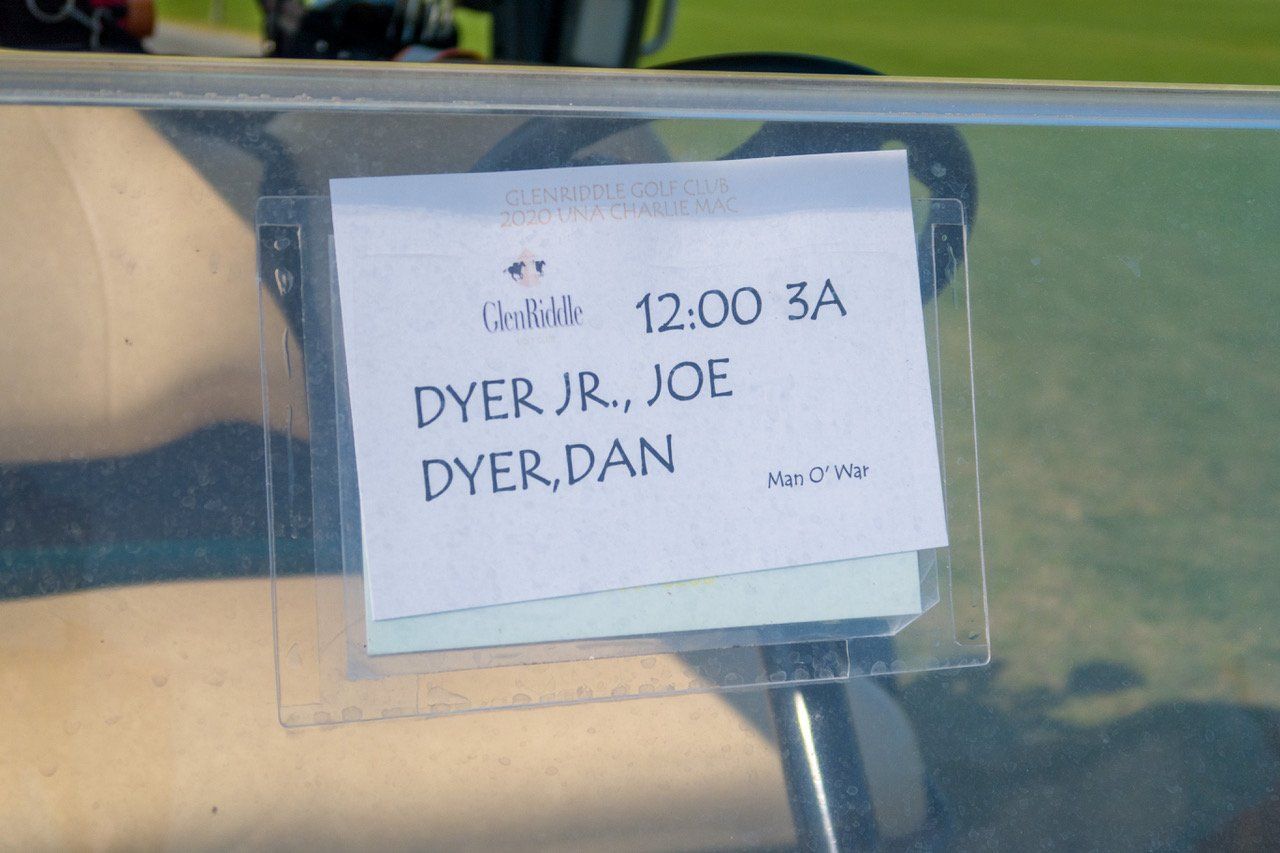 GLENRIDDLE GOLF CLUB
2020 UNA CHARLIE MAC
GlenRiddle
12:00 3A
DYER JR., JOE
DYER,DAN
Man O' War